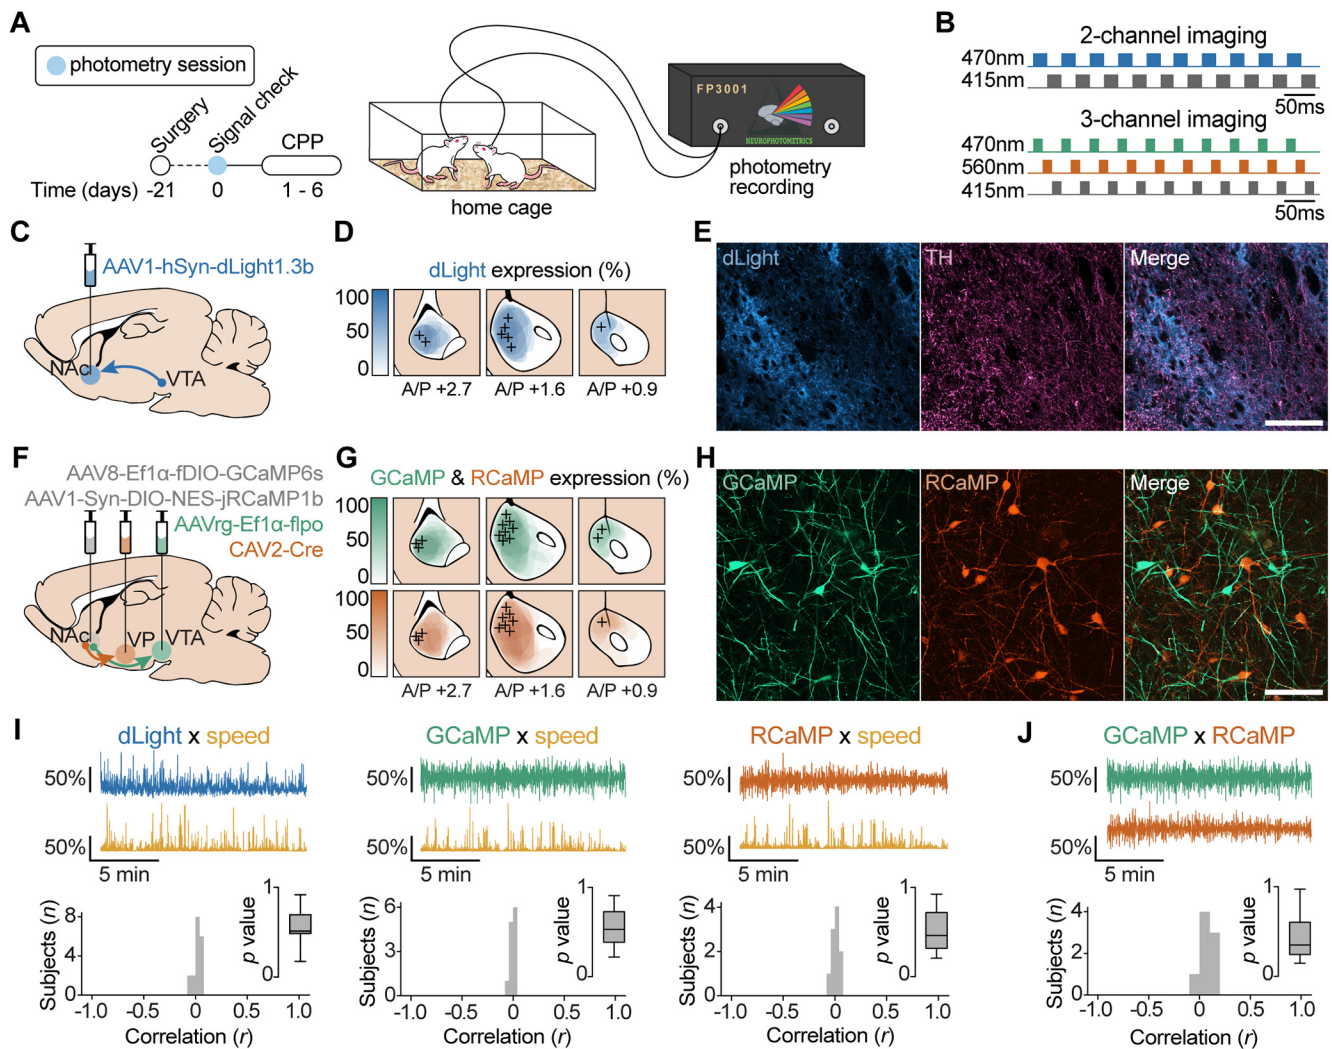 A
photometry session
Surgery
Signal check
CPP
Time (days)
-21
0
1 - 6
home cage
FP3001
NEUROPHOTOMETRICS
photometry
recording
B
2-channel imaging
470nm
415nm
50ms
3-channel imaging
470nm
560nm
415nm
50ms
C
AAV1-hSyn-dLight1.3b
NAc
VTA
D
dLight expression (%)
100
50
0
A/P +2.7
A/P +1.6
A/P +0.9
E
dLight
TH
Merge
F
AAV8-Ef1α-fDIO-GCaMP6s
AAV1-Syn-DIO-NES-jRCaMP1b
AAVrg-Ef1α-flpo
CAV2-Cre
NAc
VP
VTA
G
GCaMP & RCaMP expression (%)
100
50
0
100
50
0
A/P +2.7
A/P +1.6
A/P +0.9
H
GCaMP
RCaMP
Merge
I
dLight x speed
50%
50%
5 min
Subjects (n)
8
4
0
-1.0
-0.5
0
0.5
1.0
Correlation (r)
p value
1
0
GCaMP x speed
50%
50%
5 min
Subjects (n)
6
3
0
-1.0
-0.5
0
0.5
1.0
Correlation (r)
p value
1
0
RCaMP x speed
50%
50%
5 min
Subjects (n)
4
2
0
-1.0
-0.5
0
0.5
1.0
Correlation (r)
p value
1
0
J
GCaMP x RCaMP
50%
50%
5 min
Subjects (n)
4
2
0
-1.0
-0.5
0
0.5
1.0
Correlation (r)
p value
1
0